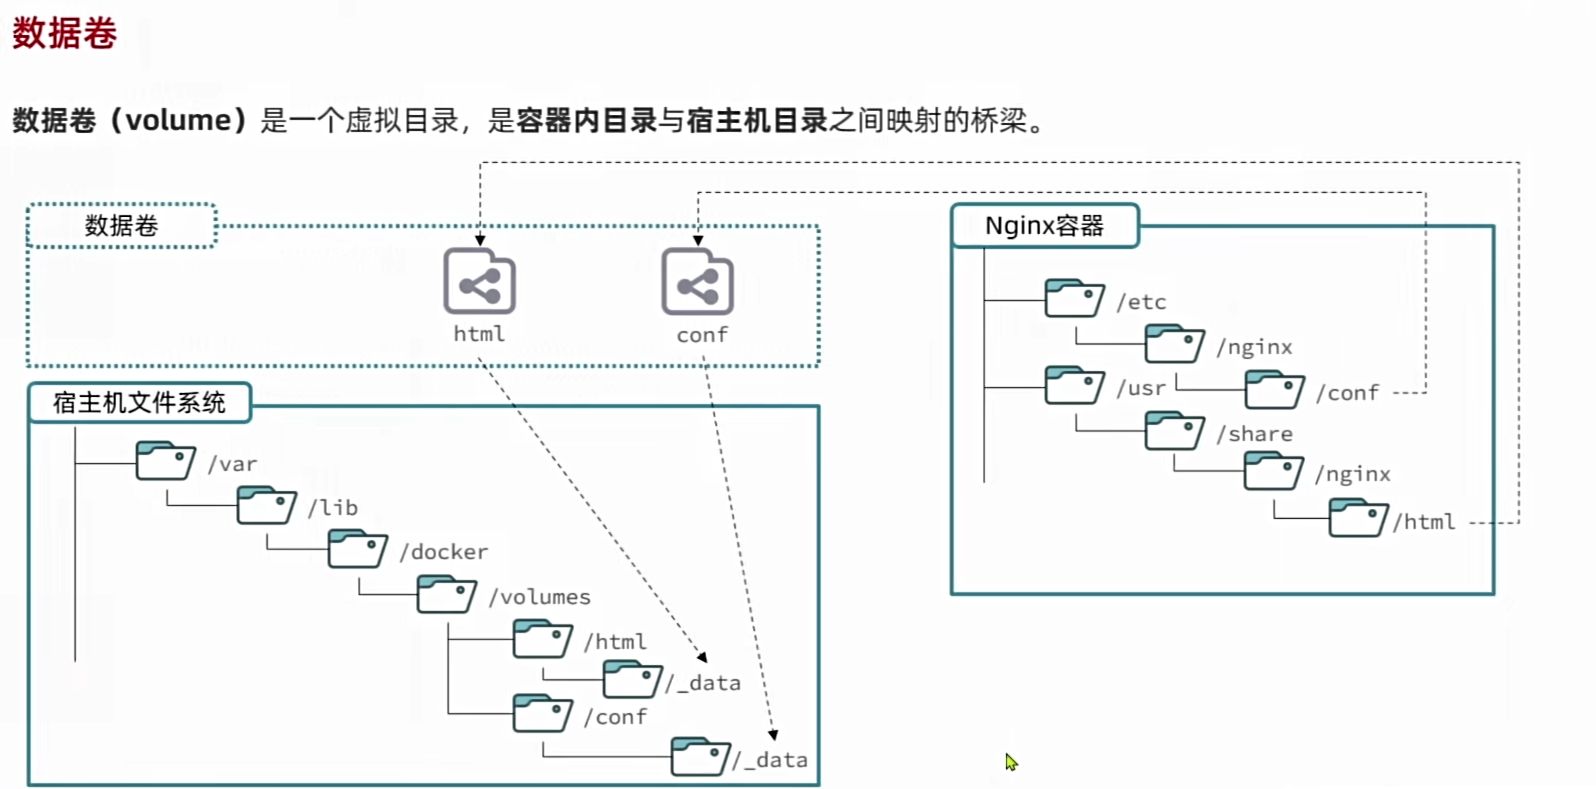 数据卷
数据卷（volume）是一个虚拟目录，是容器内目录与宿主机目录之间映射的桥梁。
数据卷
html
conf
宿主机文件系统
/var
/lib
/docker
/volumes
/html
/_data
/conf
/_data
Nginx容器
/etc
/nginx
/conf
/usr
/share
/nginx
/html